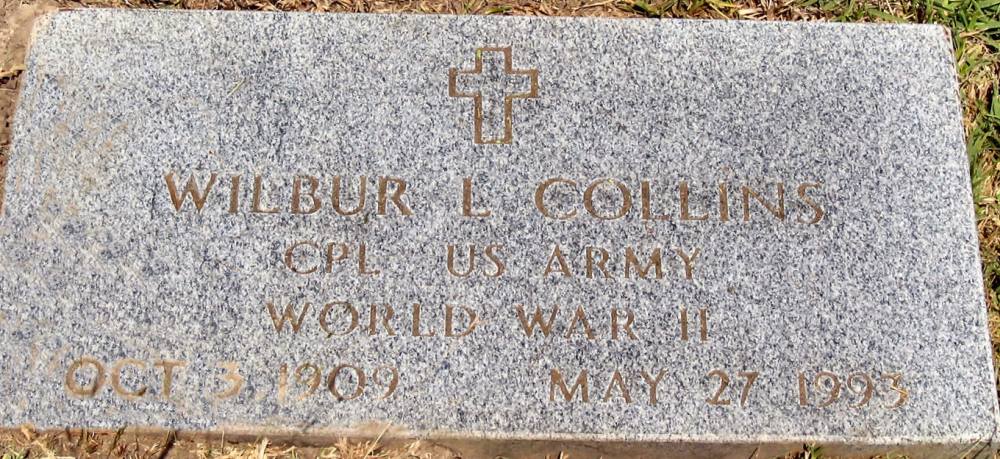 WILBUR L COLLINS
CPL US ARMY
WORLD WAR II
OCT 3 1909 MAY 27 1993